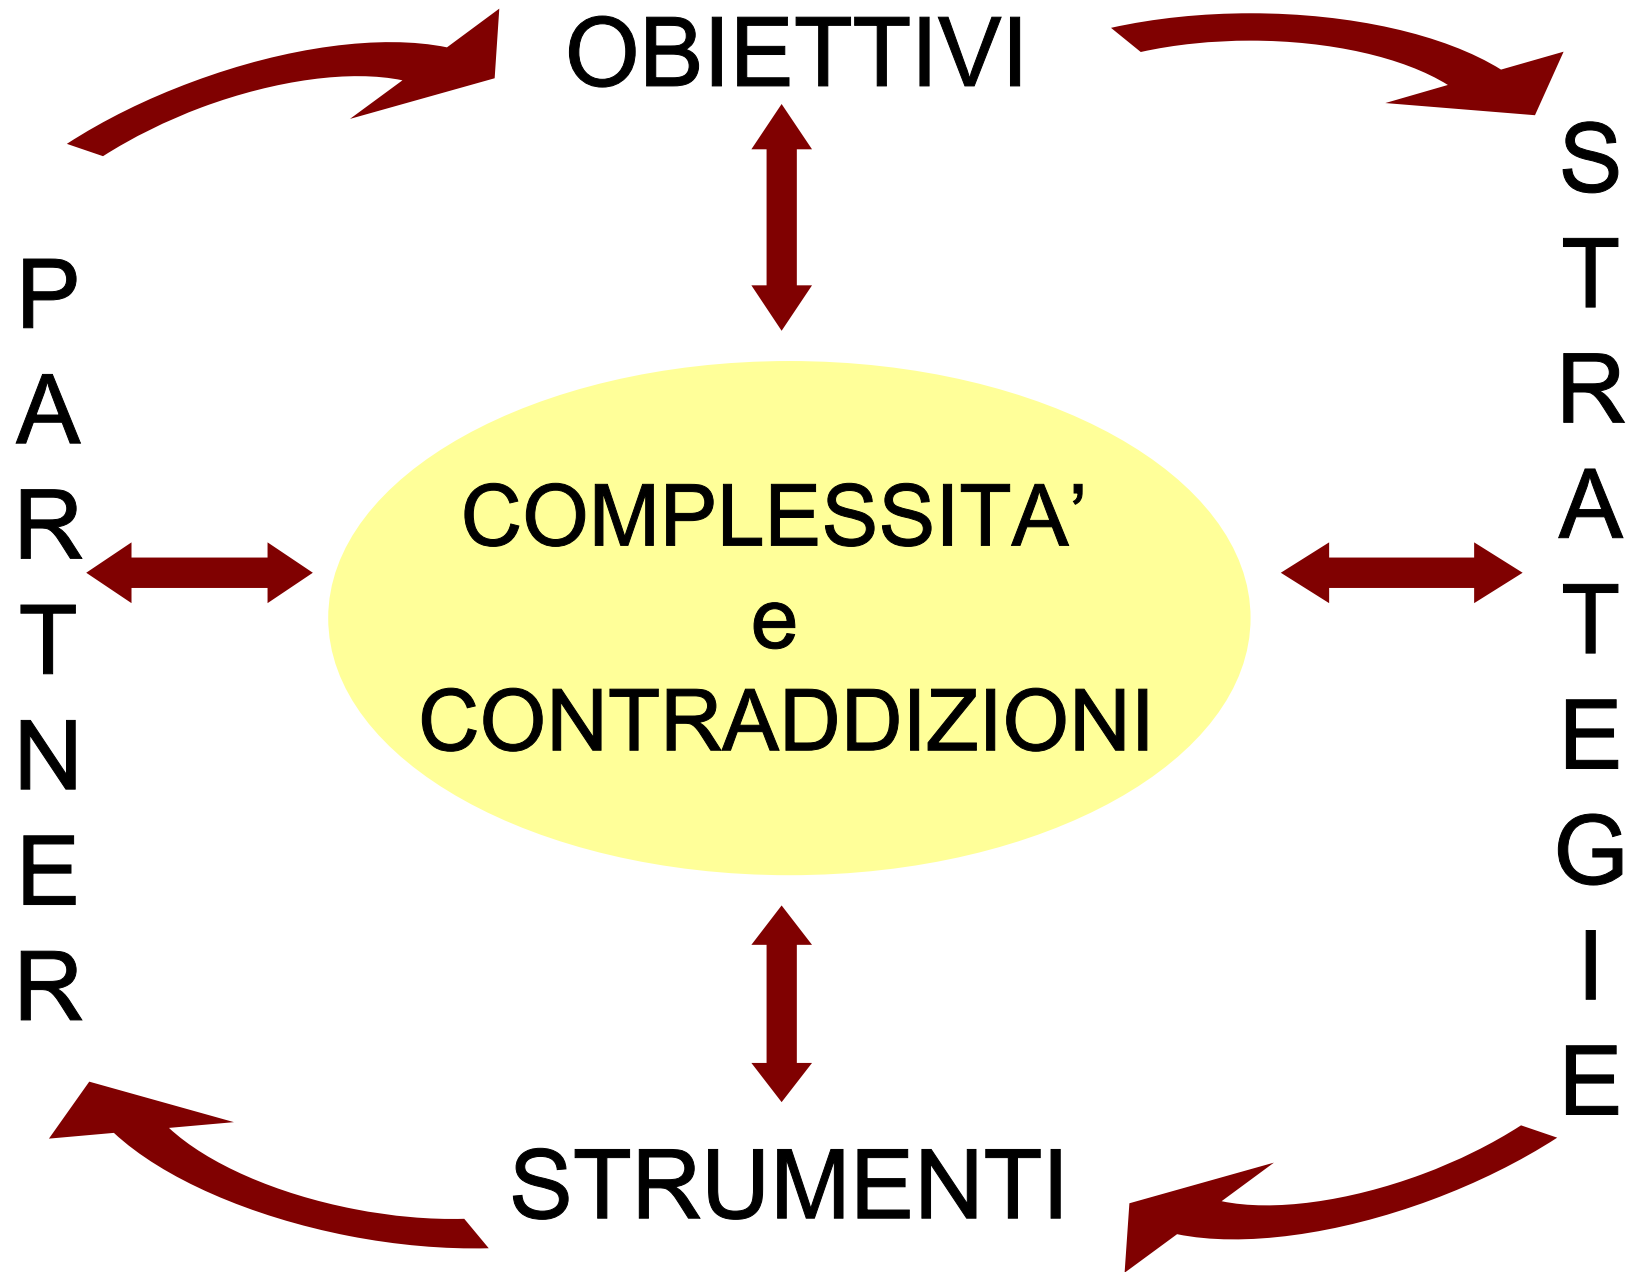 OBIETTIVI
STRATEGIE
PARTNER
COMPLESSITA’
e
CONTRADDIZIONI
STRUMENTI